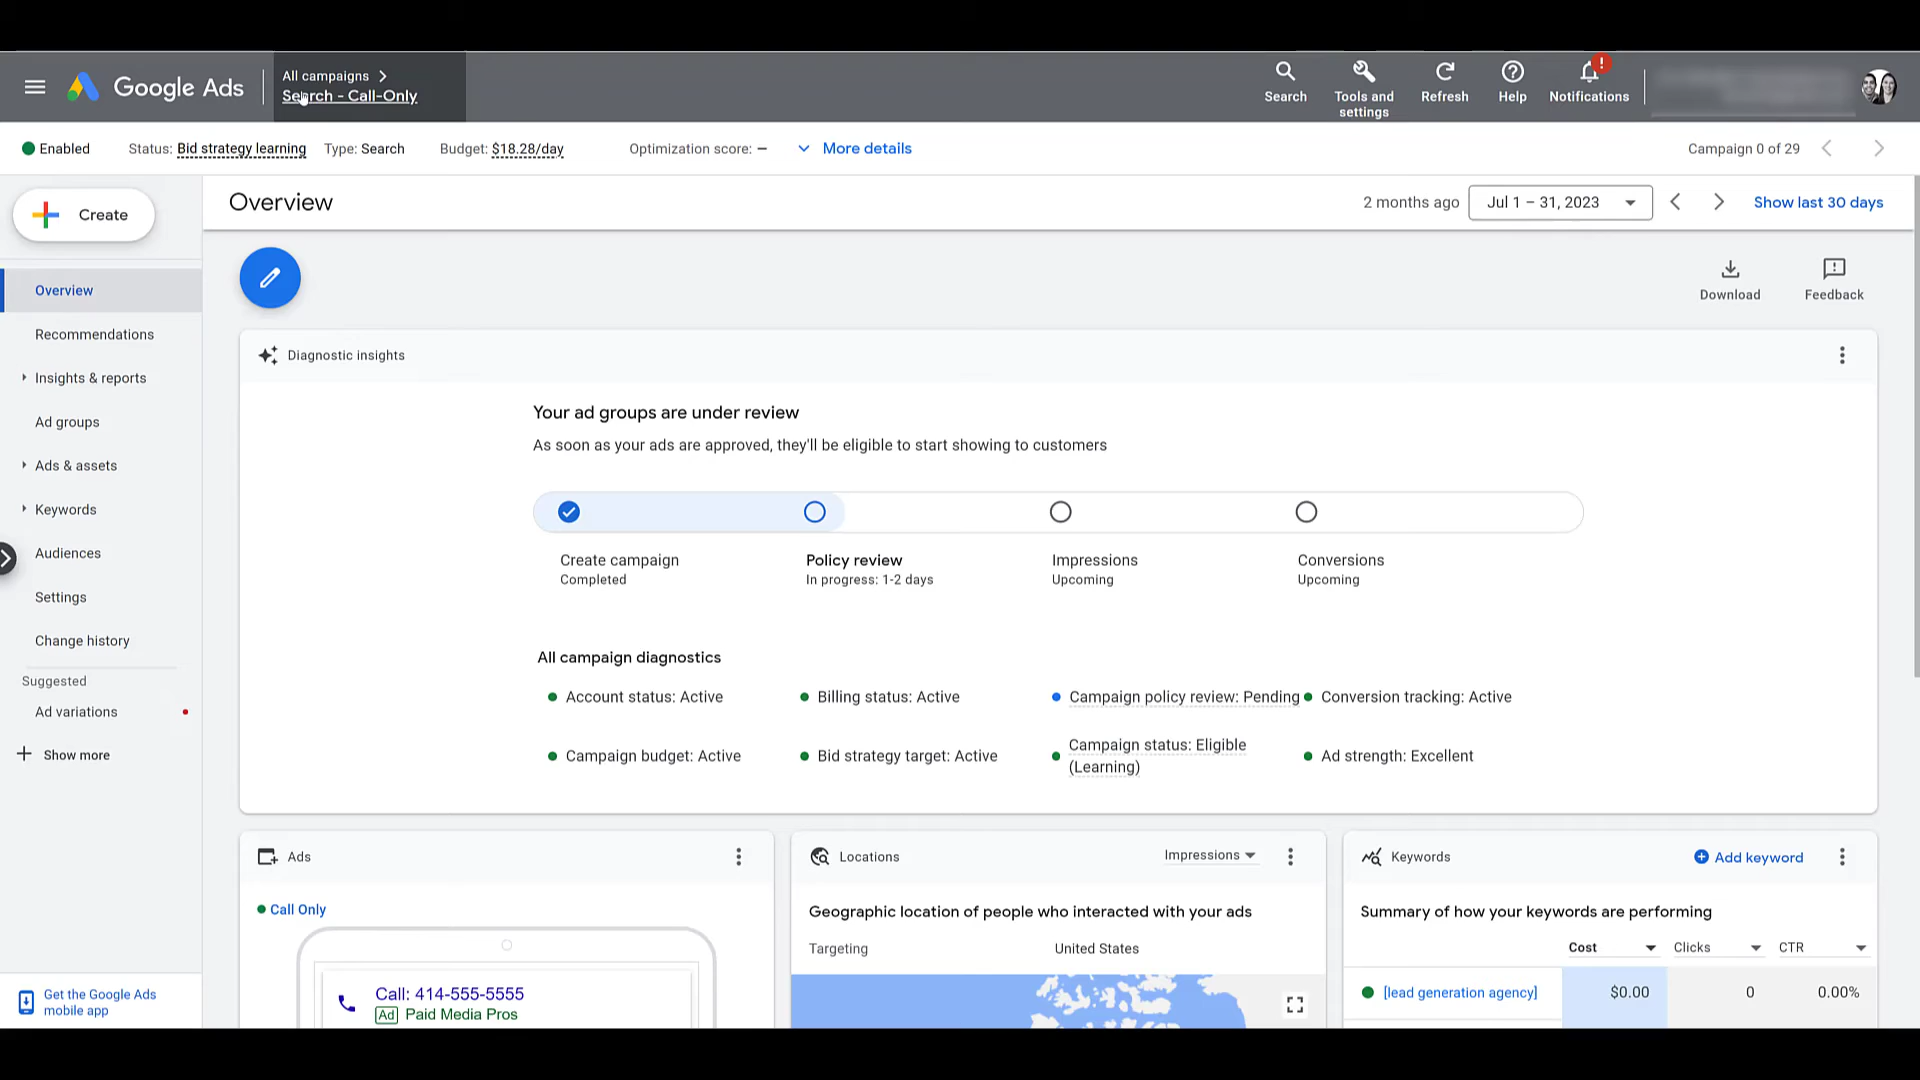 Google Ads
All campaigns
Search - Call-Only
Search
Tools and
settings
Refresh
Help
!
Notifications
Enabled
Status: Bid strategy learning
Type: Search
Budget: $18.28/day
Optimization score: –
More details
Campaign 0 of 29
Create
Overview
2 months ago
Jul 1 – 31, 2023
Show last 30 days
Download
Feedback
Overview
Recommendations
Insights & reports
Ad groups
Ads & assets
Keywords
Audiences
Settings
Change history
Suggested
Ad variations
Show more
Get the Google Ads
mobile app
Diagnostic insights
Your ad groups are under review
As soon as your ads are approved, they'll be eligible to start showing to customers
Create campaign
Completed
Policy review
In progress: 1-2 days
Impressions
Upcoming
Conversions
Upcoming
All campaign diagnostics
Account status: Active
Billing status: Active
Campaign policy review: Pending
Conversion tracking: Active
Campaign budget: Active
Bid strategy target: Active
Campaign status: Eligible
(Learning)
Ad strength: Excellent
Ads
Call Only
Call: 414-555-5555
Ad Paid Media Pros
Locations
Impressions
Geographic location of people who interacted with your ads
Targeting
United States
Keywords
Add keyword
Summary of how your keywords are performing
Cost
Clicks
CTR
[lead generation agency]
$0.00
0
0.00%